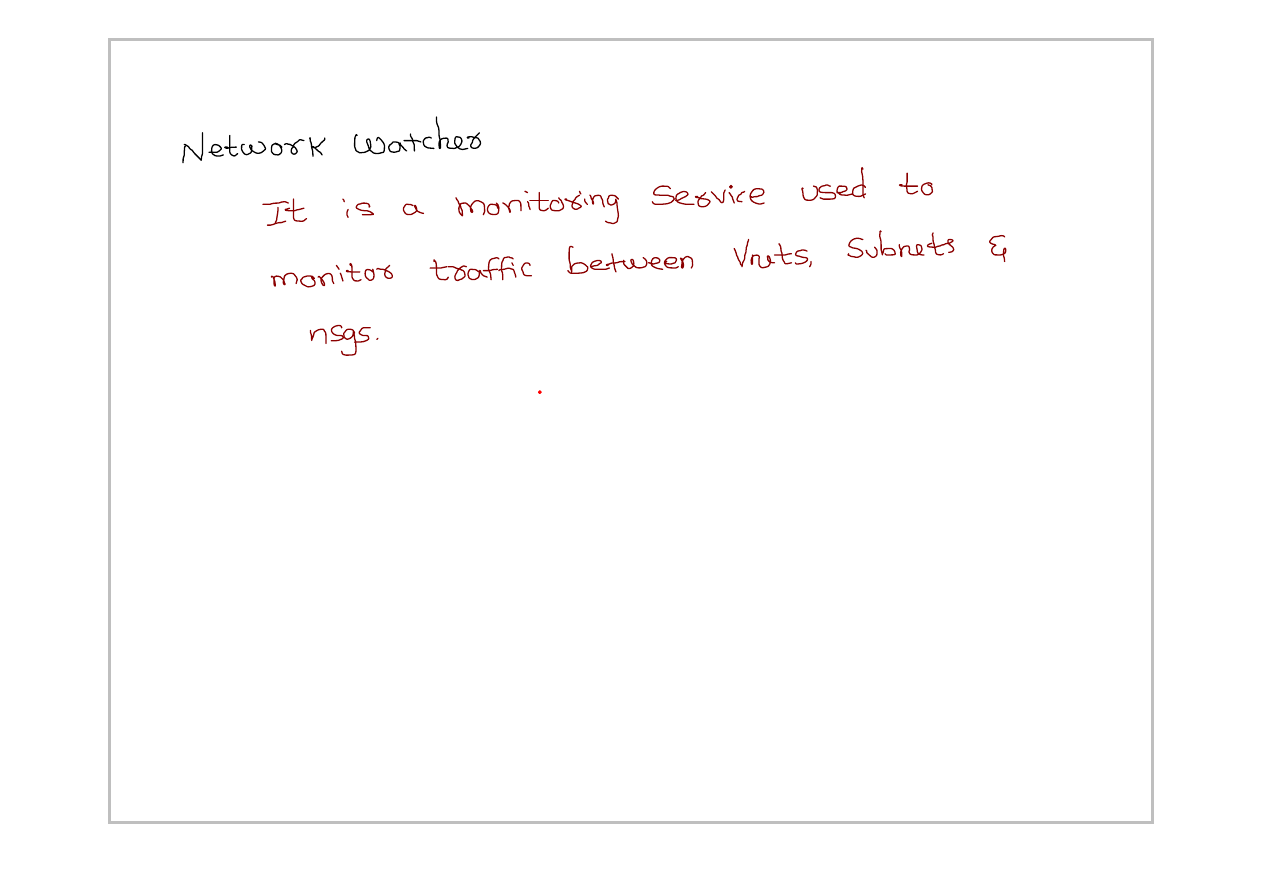 Network Watcher
It is a monitoring Service used to
monitor traffic between Vnets, Subnets &
nsgs.